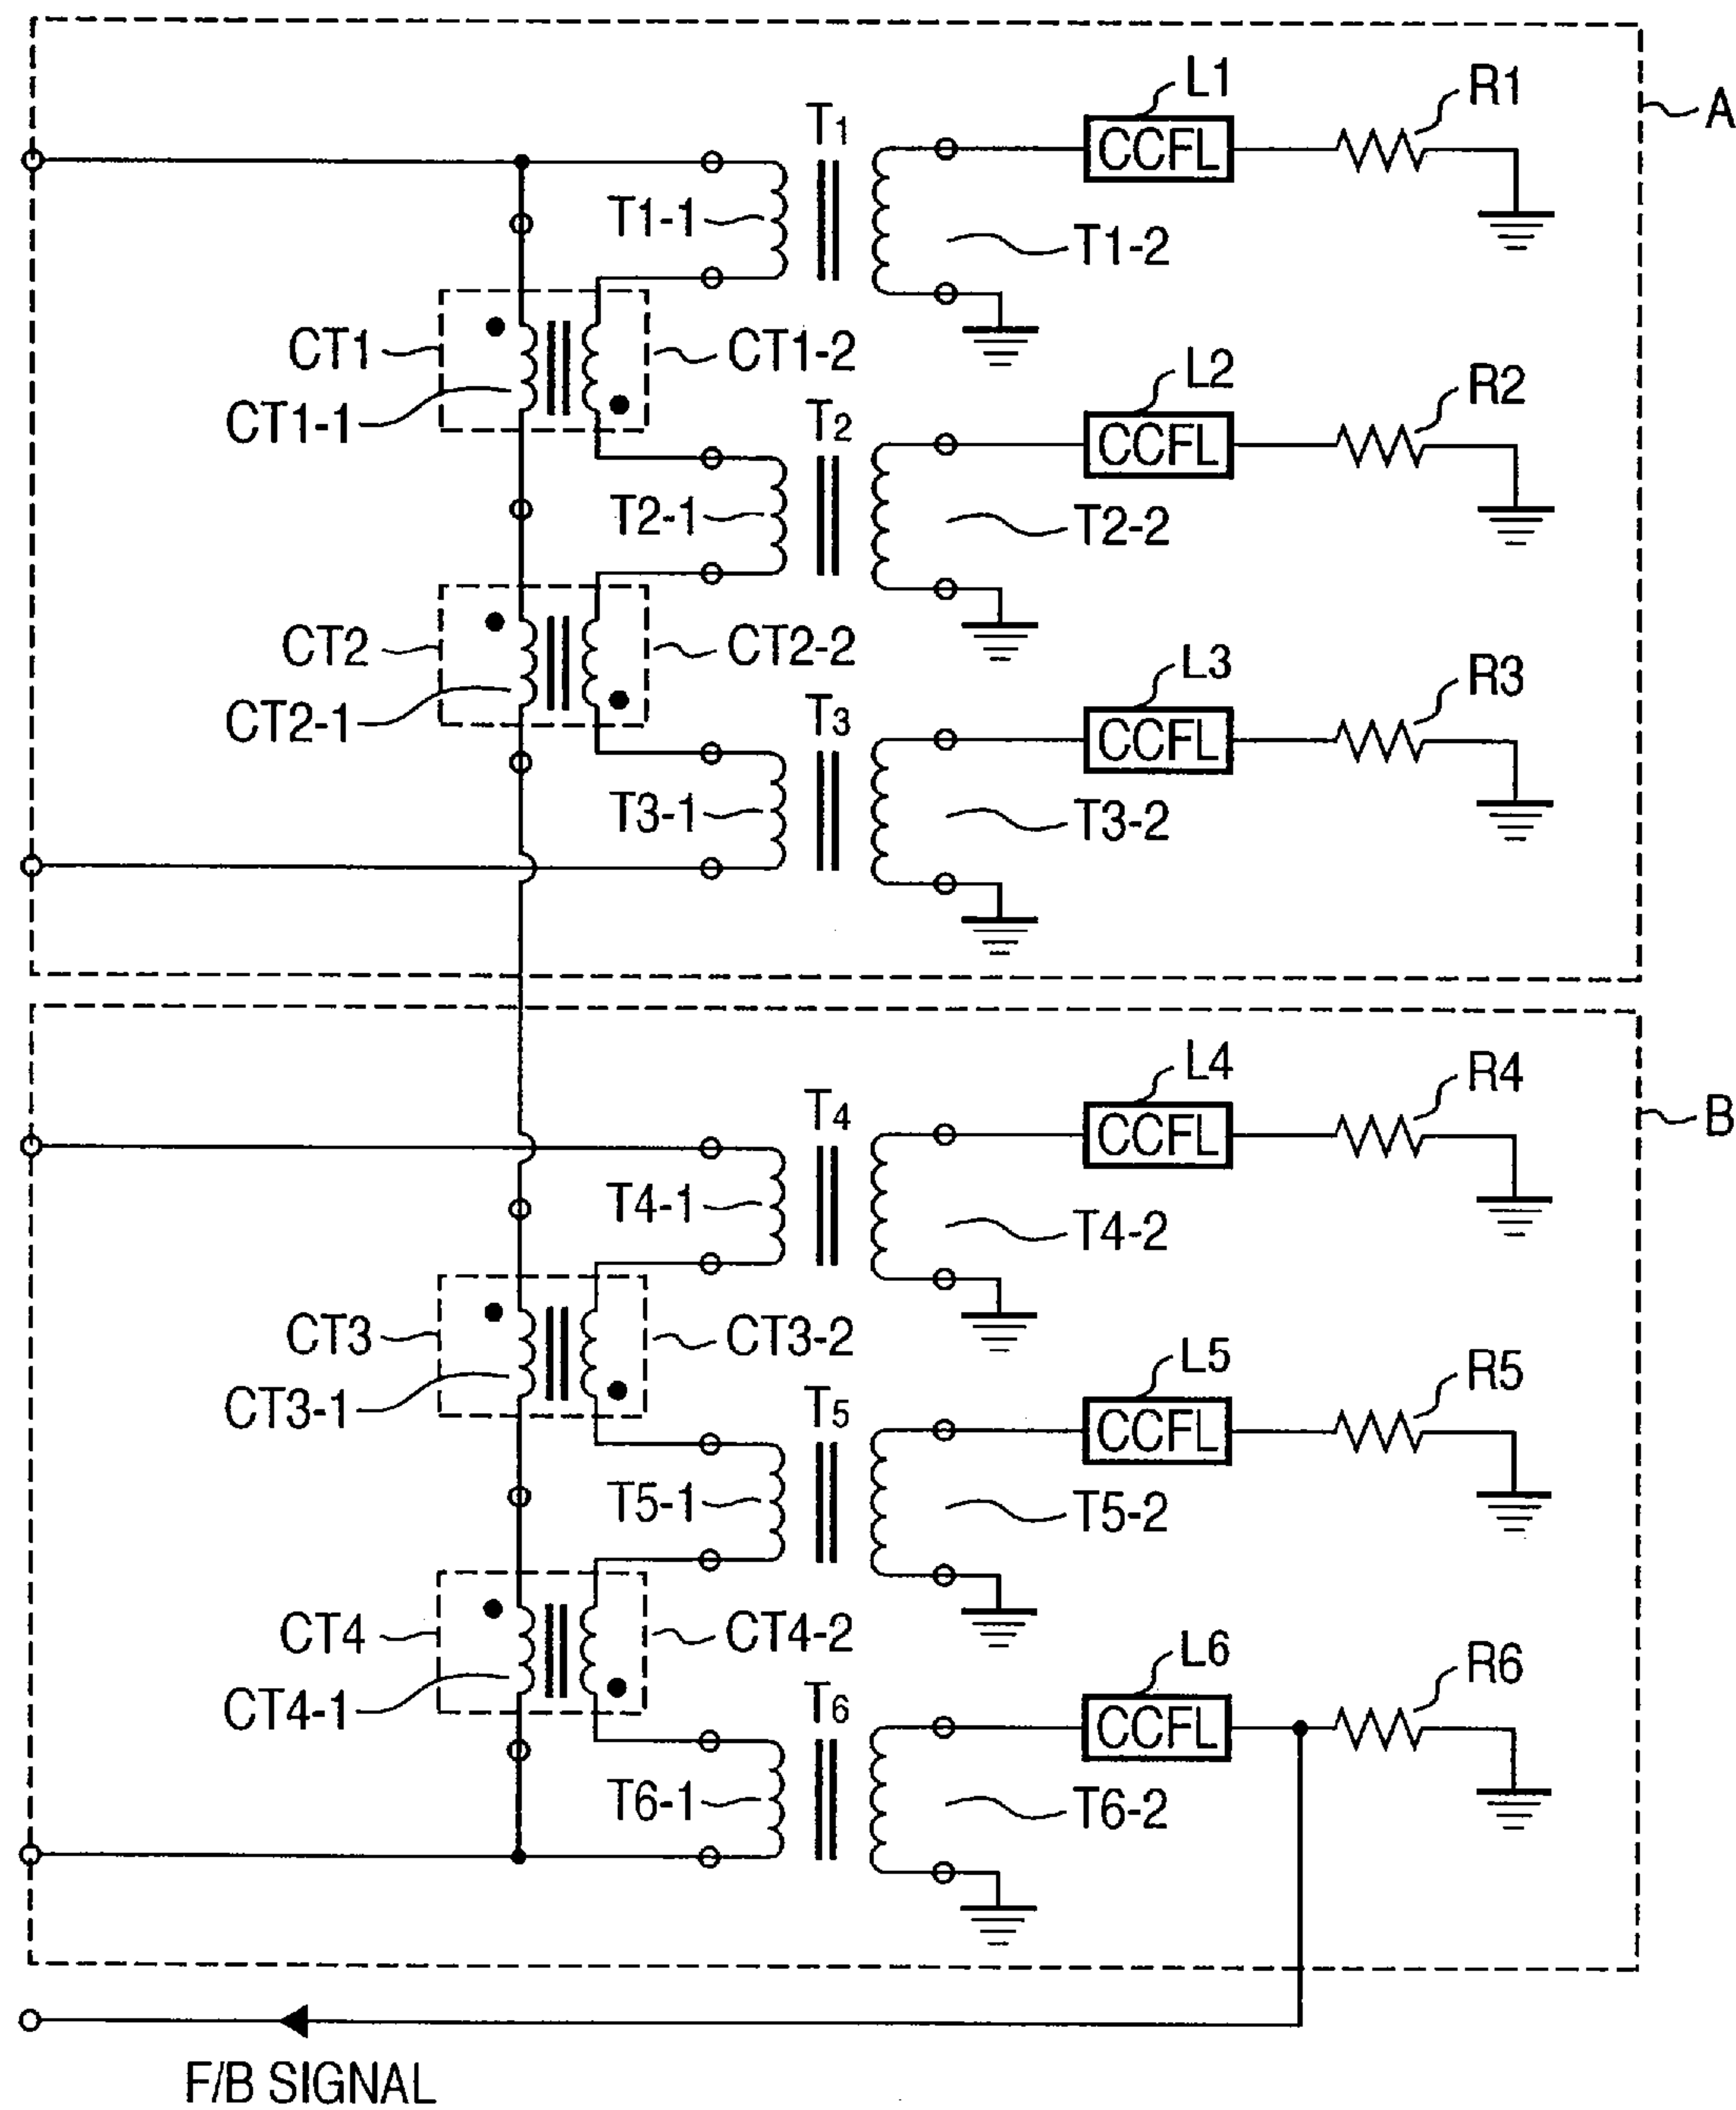 L1
R1
A
T1
CCFL
T1-1
T1-2
CT1
CT1-2
L2
R2
CT1-1
T2
CCFL
T2-1
T2-2
CT2
CT2-2
L3
R3
CT2-1
T3
CCFL
T3-1
T3-2
L4
R4
T4
B
CCFL
T4-1
T4-2
CT3
CT3-2
L5
R5
CT3-1
T5
CCFL
T5-1
T5-2
CT4
CT4-2
L6
R6
CT4-1
T6
CCFL
T6-1
T6-2
F/B SIGNAL